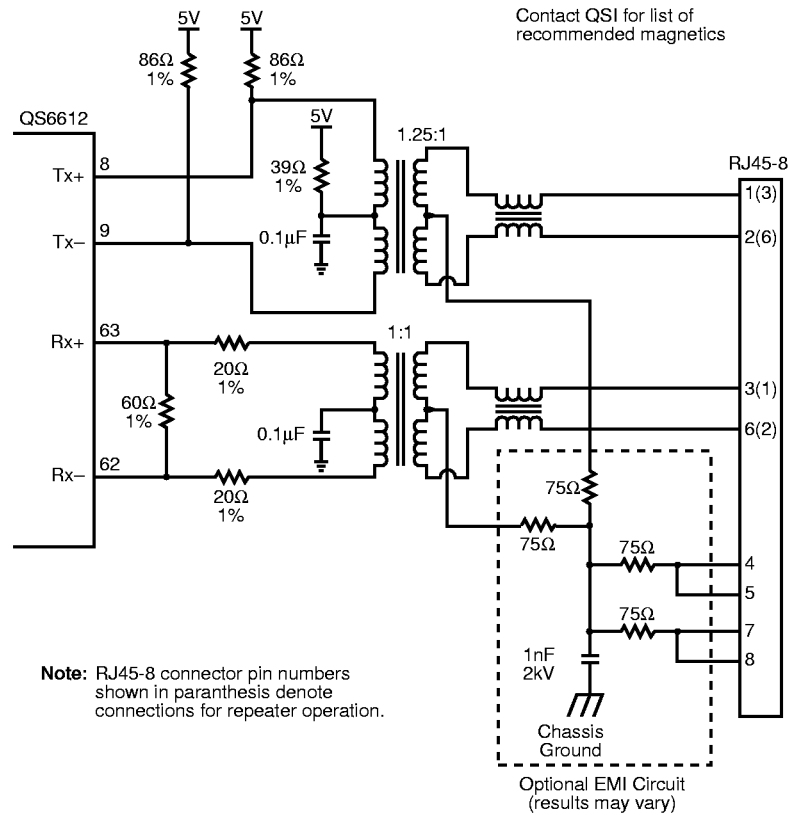 Contact QSI for list of
recommended magnetics
5V
5V
86Ω
1%
86Ω
1%
QS6612
5V
1.25:1
RJ45-8
8
Tx+
39Ω
1%
1(3)
9
Tx–
0.1µF
2(6)
63
Rx+
1:1
20Ω
1%
3(1)
60Ω
1%
0.1µF
6(2)
62
Rx–
20Ω
1%
75Ω
75Ω
75Ω
4
5
75Ω
7
8
1nF
2kV
Chassis
Ground
Note: RJ45-8 connector pin numbers
shown in paranthesis denote
connections for repeater operation.
Optional EMI Circuit
(results may vary)